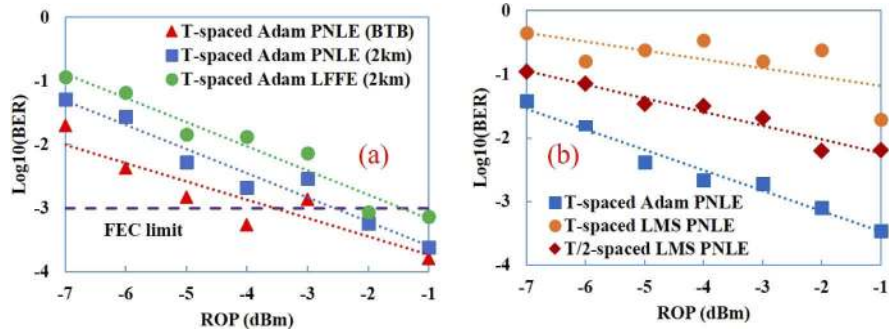 0
-1
-2
-3
-4
Log10(BER)
T-spaced Adam PNLE (BTB)
T-spaced Adam PNLE (2km)
T-spaced Adam LFFE (2km)
(a)
FEC limit
-7 -6 -5 -4 -3 -2 -1
ROP (dBm)
0
-1
-2
-3
-4
Log10(BER)
(b)
T-spaced Adam PNLE
T-spaced LMS PNLE
T/2-spaced LMS PNLE
-7 -6 -5 -4 -3 -2 -1
ROP (dBm)